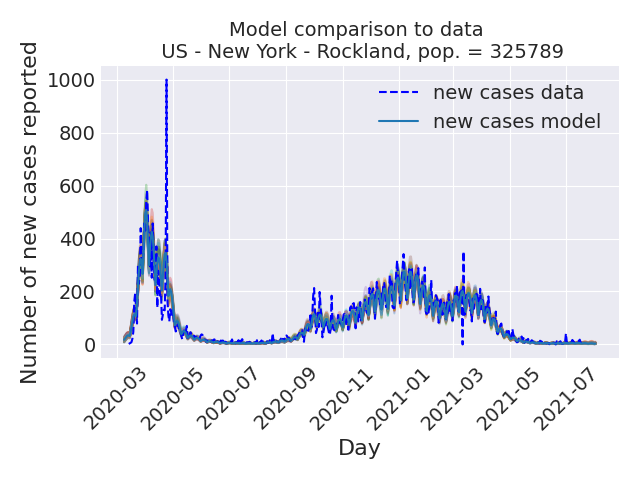 Model comparison to data
US - New York - Rockland, pop. = 325789
Number of new cases reported
1000
800
600
400
200
0
new cases data
new cases model
2020-03
2020-05
2020-07
2020-09
2020-11
2021-01
2021-03
2021-05
2021-07
Day